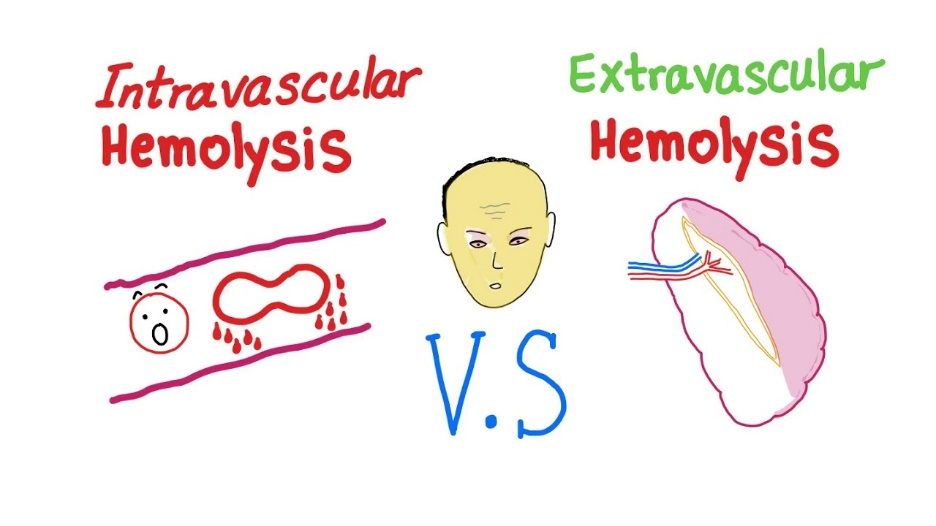 Intravascular
Hemolysis
Extravascular
Hemolysis
V.S